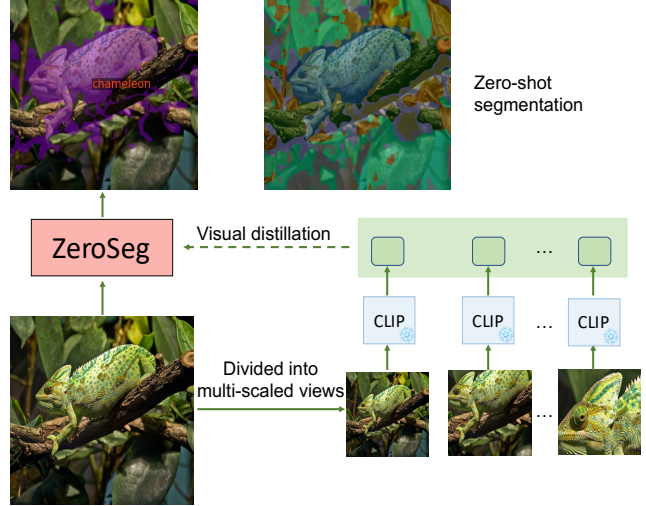 chameleon
Zero-shot
segmentation
ZeroSeg
Visual distillation
...
CLIP
CLIP
...
CLIP
Divided into
multi-scaled views
...